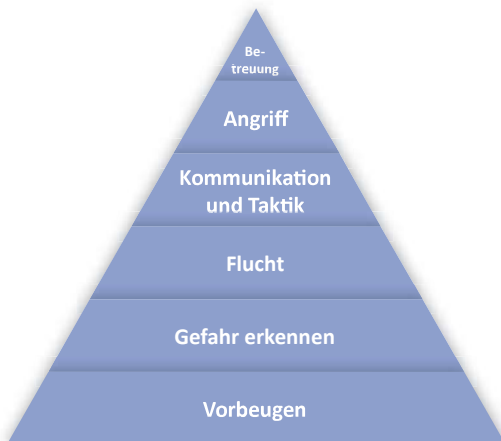 Be-
treuung
Angriff
Kommunikation
und Taktik
Flucht
Gefahr erkennen
Vorbeugen